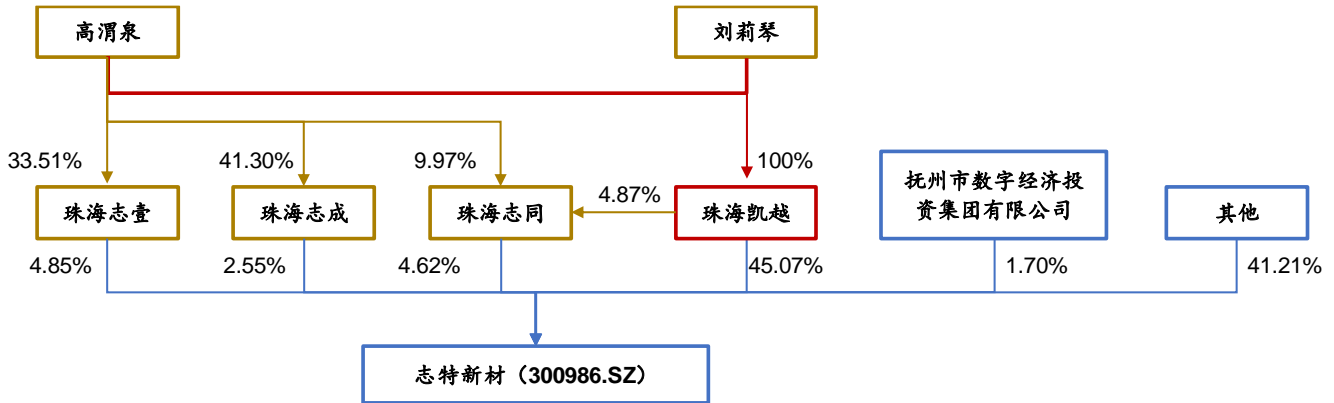 高渭泉
刘莉琴
33.51%
41.30%
9.97%
100%
珠海志壹
珠海志成
珠海志同
4.87%
珠海凯越
抚州市数字经济投
资集团有限公司
其他
4.85%
2.55%
4.62%
45.07%
1.70%
41.21%
志特新材（300986.SZ）